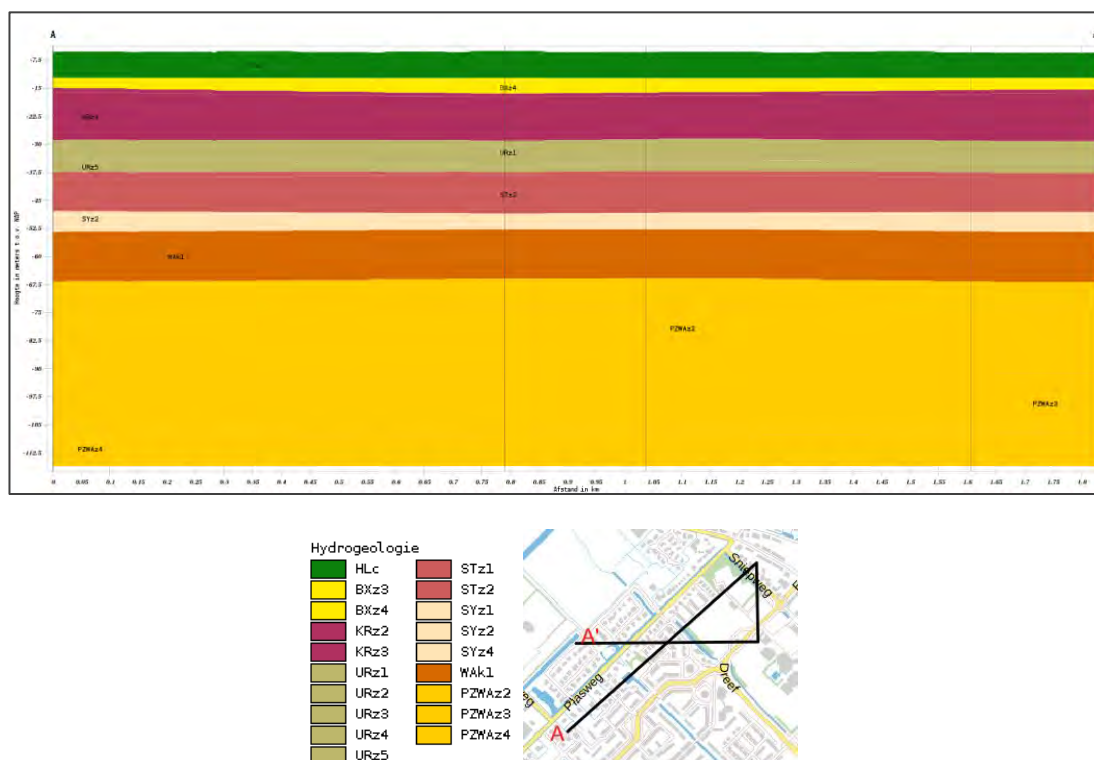 A
-7.5
BXz4
-15
-22.5
-30
URz1
URz5
-37.5
STz2
-45
SYz2
-52.5
WAk1
-60
-67.5
-75
PZWAz2
-82.5
-90
-97.5
PZWAz3
-105
PZWAz4
-112.5
Hoogte in meters t.o.v. NAP
0 0.05 0.1 0.15 0.2 0.25 0.3 0.35 0.4 0.45 0.5 0.55 0.6 0.65 0.7 0.75 0.8 0.85 0.9 0.95 1 1.05 1.1 1.15 1.2 1.25 1.3 1.35 1.4 1.45 1.5 1.55 1.6 1.65 1.7 1.75 1.8
Afstand in km
Hydrogeologie
HLc STz1
BXz3 STz2
BXz4 SYz1
KRz2 SYz2
KRz3 SYz4
URz1 WAk1
URz2 PZWAz2
URz3 PZWAz3
URz4 PZWAz4
URz5
Sniepweg
A'
Plasweg
Dreef
A